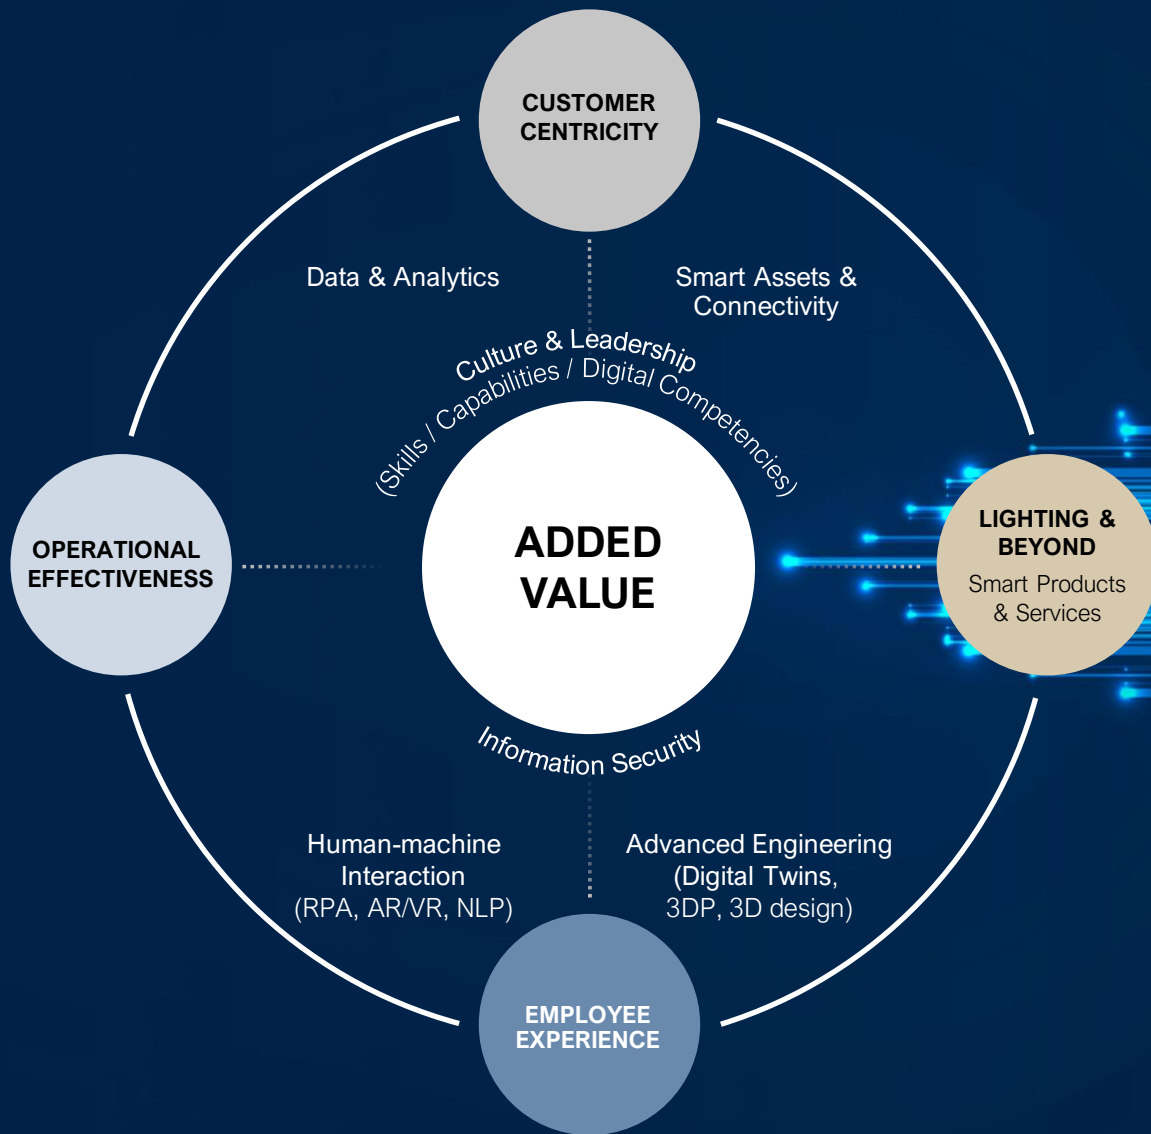 CUSTOMER
CENTRICITY
Data & Analytics
Smart Assets &
Connectivity
Culture & Leadership
(Skills / Capabilities / Digital Competencies)
OPERATIONAL
EFFECTIVENESS
ADDED
VALUE
LIGHTING &
BEYOND
Smart Products
& Services
Information Security
Human-machine
Interaction
(RPA, AR/VR, NLP)
Advanced Engineering
(Digital Twins,
3DP, 3D design)
EMPLOYEE
EXPERIENCE